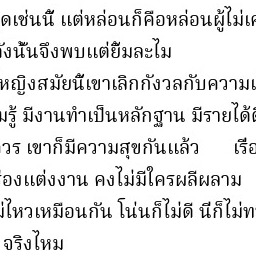 ดเช่นนี้ แต่หล่อนก็คือหล่อนผู้ไม่เค
ังนั้นจึงพบแต่ยิ้มละไม
หญิงสมัยนี้เขาเลิกกังวลกับความเ
มรู้ มีงานทำเป็นหลักฐาน มีรายได้ดี
วร เขาก็มีความสุขกันแล้ว เรื่
องแต่งงาน คงไม่มีใครผลีผลาม
ม่ไหวเหมือนกัน โน่นก็ไม่ดี นี่ก็ไม่ท
จริงไหม